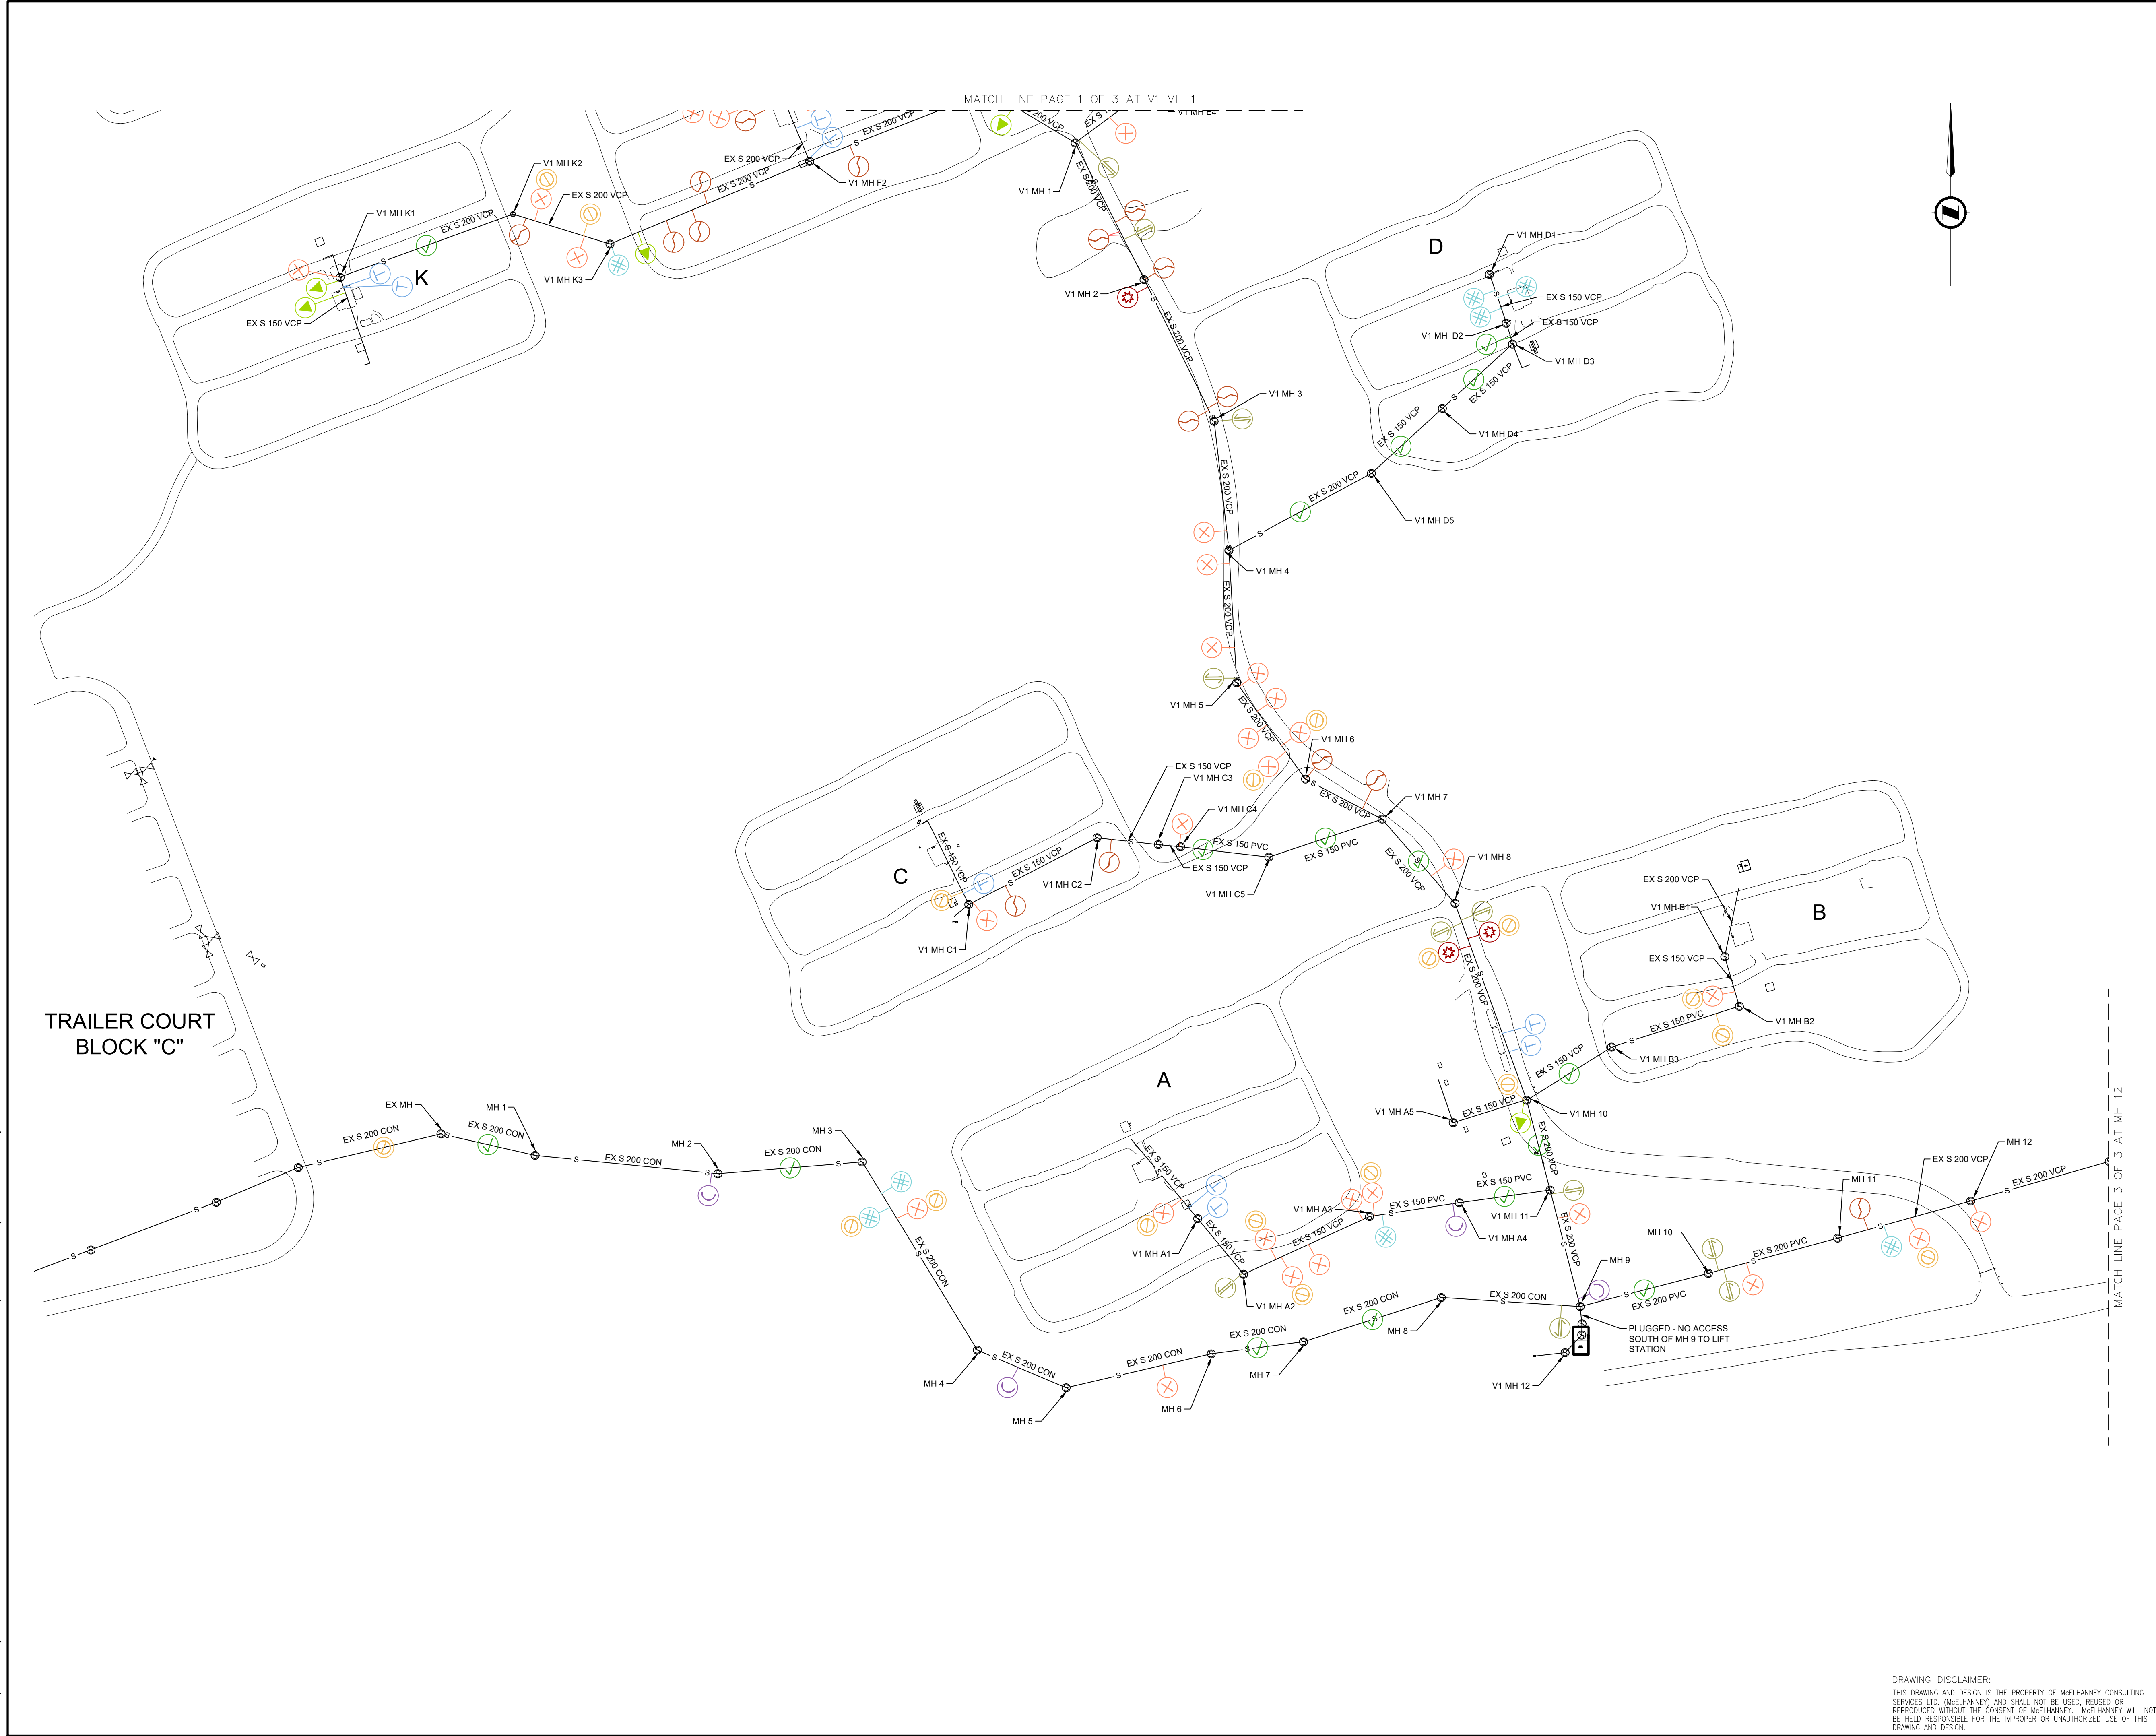 MATCH LINE PAGE 1 OF 3 AT V1 MH 1
V1 MH E4
200 VCP
EX S 1
EX S 200 VCP
EX S 200 VCP
V1 MH F2
EX S 200 VCP
V1 MH K2
EX S 200 VCP
V1 MH K1
EX S 200 VCP
V1 MH K3
K
EX S 150 VCP
V1 MH 1
EX S 200 VCP
V1 MH 2
EX S 200 VCP
D
V1 MH D1
EX S 150 VCP
EX S 150 VCP
V1 MH D2
V1 MH D3
EX S 150 VCP
V1 MH D4
EX S 150 VCP
V1 MH 3
EX S 200 VCP
EX S 200 VCP
V1 MH D5
V1 MH 4
EX S 200 VCP
V1 MH 5
EX S 200 VCP
V1 MH 6
EX S 200 VCP
V1 MH 7
EX S 150 VCP
V1 MH C3
V1 MH C4
EX S 150 PVC
EX S 150 VCP
EX S 150 PVC
V1 MH C5
EX S 150 VCP
EX S 150 VCP
V1 MH C2
C
V1 MH C1
EX S 200 VCP
V1 MH 8
EX S 200 VCP
EX S 200 VCP
V1 MH B1
B
EX S 150 VCP
V1 MH B2
EX S 150 PVC
V1 MH B3
EX S 150 VCP
TRAILER COURT
BLOCK "C"
A
V1 MH A5
EX S 150 VCP
V1 MH 10
EX S 200 VCP
EX MH
EX S 200 CON
EX S 200 CON
MH 1
EX S 200 CON
MH 2
EX S 200 CON
MH 3
EX S 200 CON
EX S 150 VCP
V1 MH A1
EX S 150 VCP
V1 MH A2
EX S 150 VCP
V1 MH A3
EX S 150 PVC
EX S 150 PVC
V1 MH A4
V1 MH 11
EX S 200 VCP
MH 12
EX S 200 VCP
EX S 200 VCP
MH 11
EX S 200 PVC
MH 10
EX S 200 PVC
MH 9
PLUGGED - NO ACCESS
SOUTH OF MH 9 TO LIFT
STATION
V1 MH 12
EX S 200 CON
MH 8
EX S 200 CON
MH 7
EX S 200 CON
MH 6
EX S 200 CON
MH 5
EX S 200 CON
MH 4
MATCH LINE PAGE 3 OF 3 AT MH 12
DRAWING DISCLAIMER:
THIS DRAWING AND DESIGN IS THE PROPERTY OF McELHANNEY CONSULTING
SERVICES LTD. (McELHANNEY) AND SHALL NOT BE USED, REUSED OR
REPRODUCED WITHOUT THE CONSENT OF McELHANNEY. McELHANNEY WILL NOT
BE HELD RESPONSIBLE FOR THE IMPROPER OR UNAUTHORIZED USE OF THIS
DRAWING AND DESIGN.